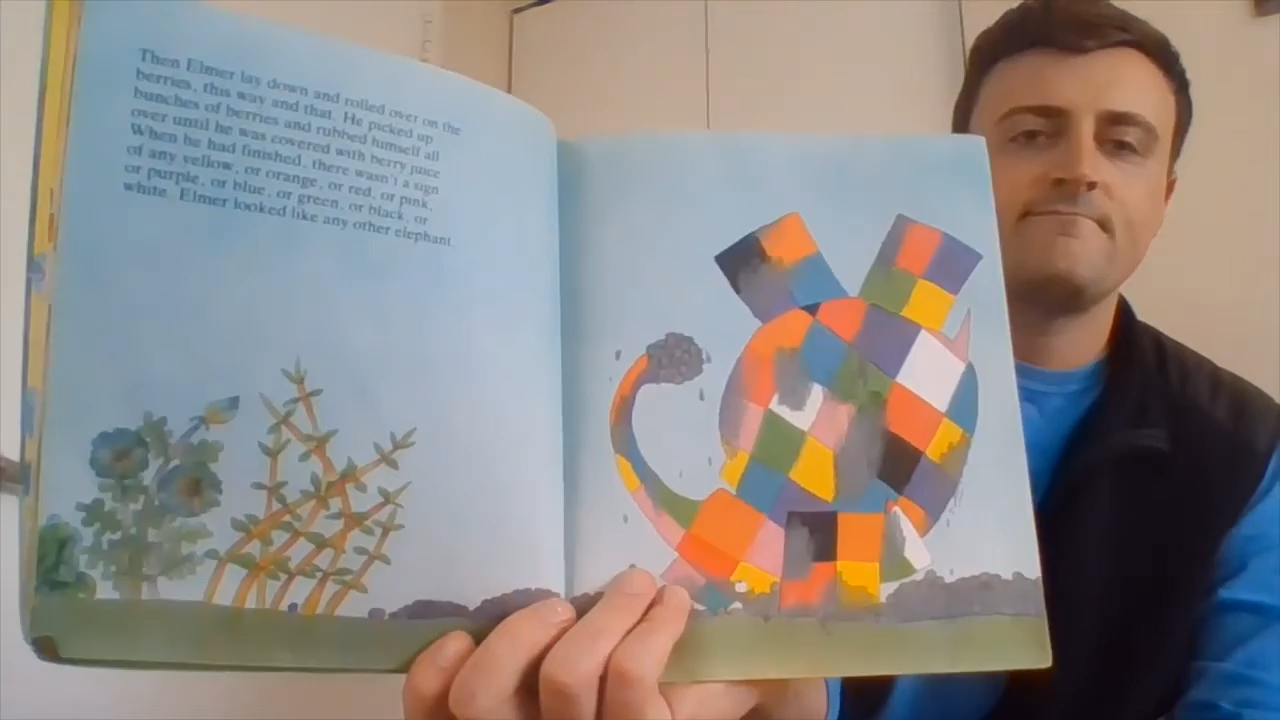 Then Elmer lay down and rolled over on the
berries, this way and that. He picked up
bunches of berries and rubbed himself all
over until he was covered with berry juice
When he had finished, there wasn't a sign
of any yellow, or orange, or red, or pink,
or purple, or blue, or green, or black, or
white. Elmer looked like any other elephant